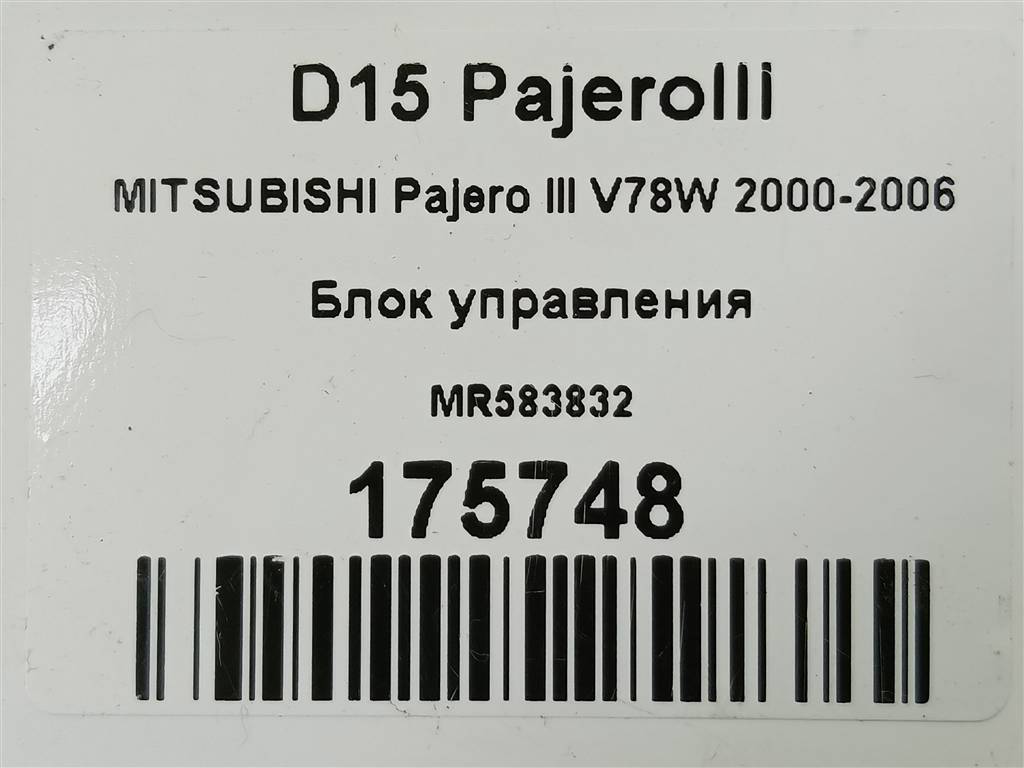 D15 PajeroIII
MITSUBISHI Pajero III V78W 2000-2006
Блок управления
MR583832
175748